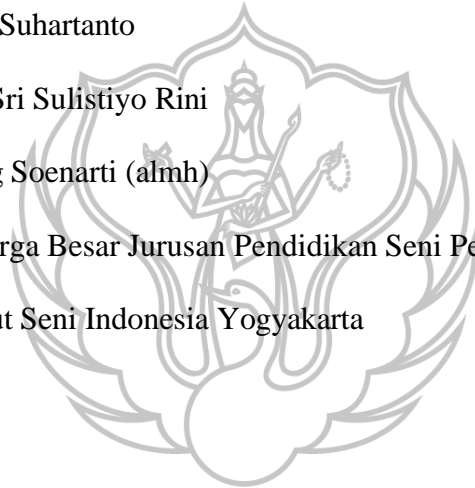 Suhartanto
Sri Sulistiyo Rini
Soenarti (almh)
Besar Jurusan Pendidikan Seni
Seni Indonesia Yogyakarta